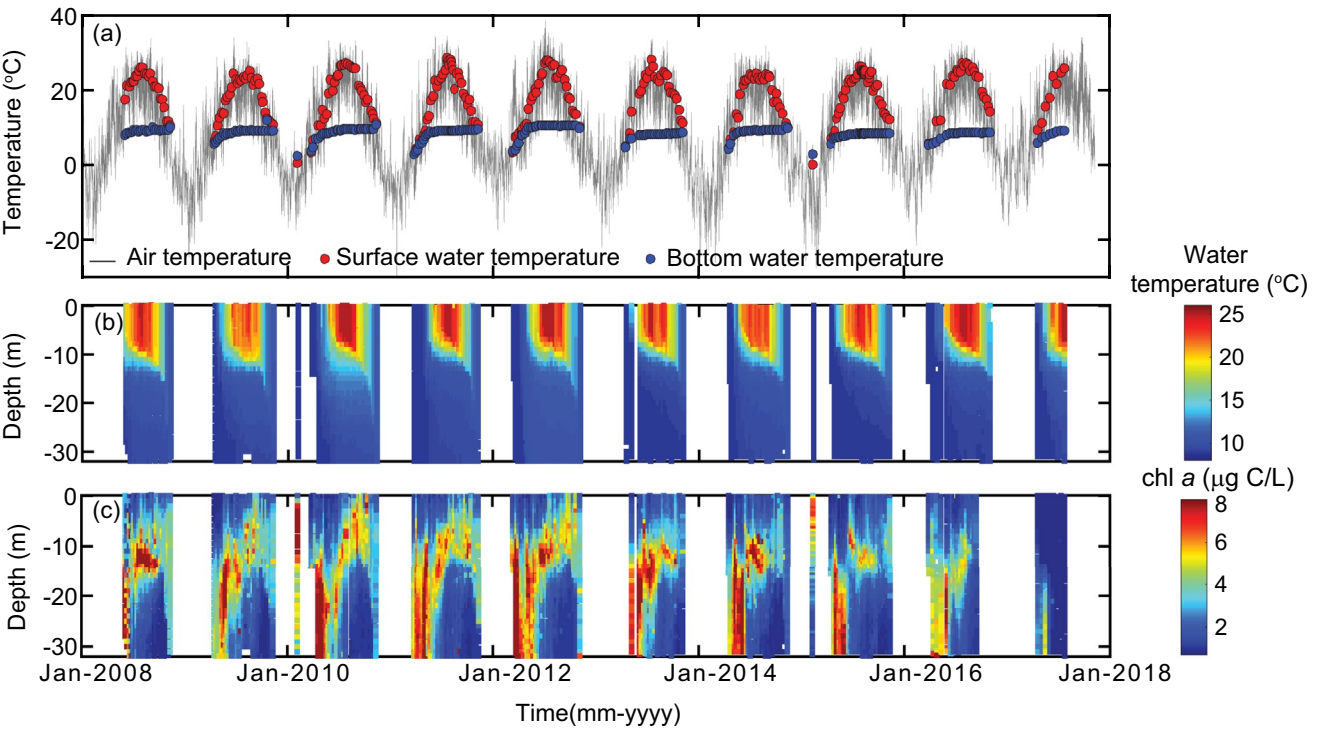 40
(a)
20
0
-20
Temperature (°C)
Air temperature
Surface water temperature
Bottom water temperature
Water
temperature (°C)
0
(b)
-10
-20
-30
Depth (m)
25
20
15
10
chl a (μg C/L)
0
(c)
-10
-20
-30
Depth (m)
8
6
4
2
Jan-2008
Jan-2010
Jan-2012
Jan-2014
Jan-2016
Jan-2018
Time(mm-yyyy)